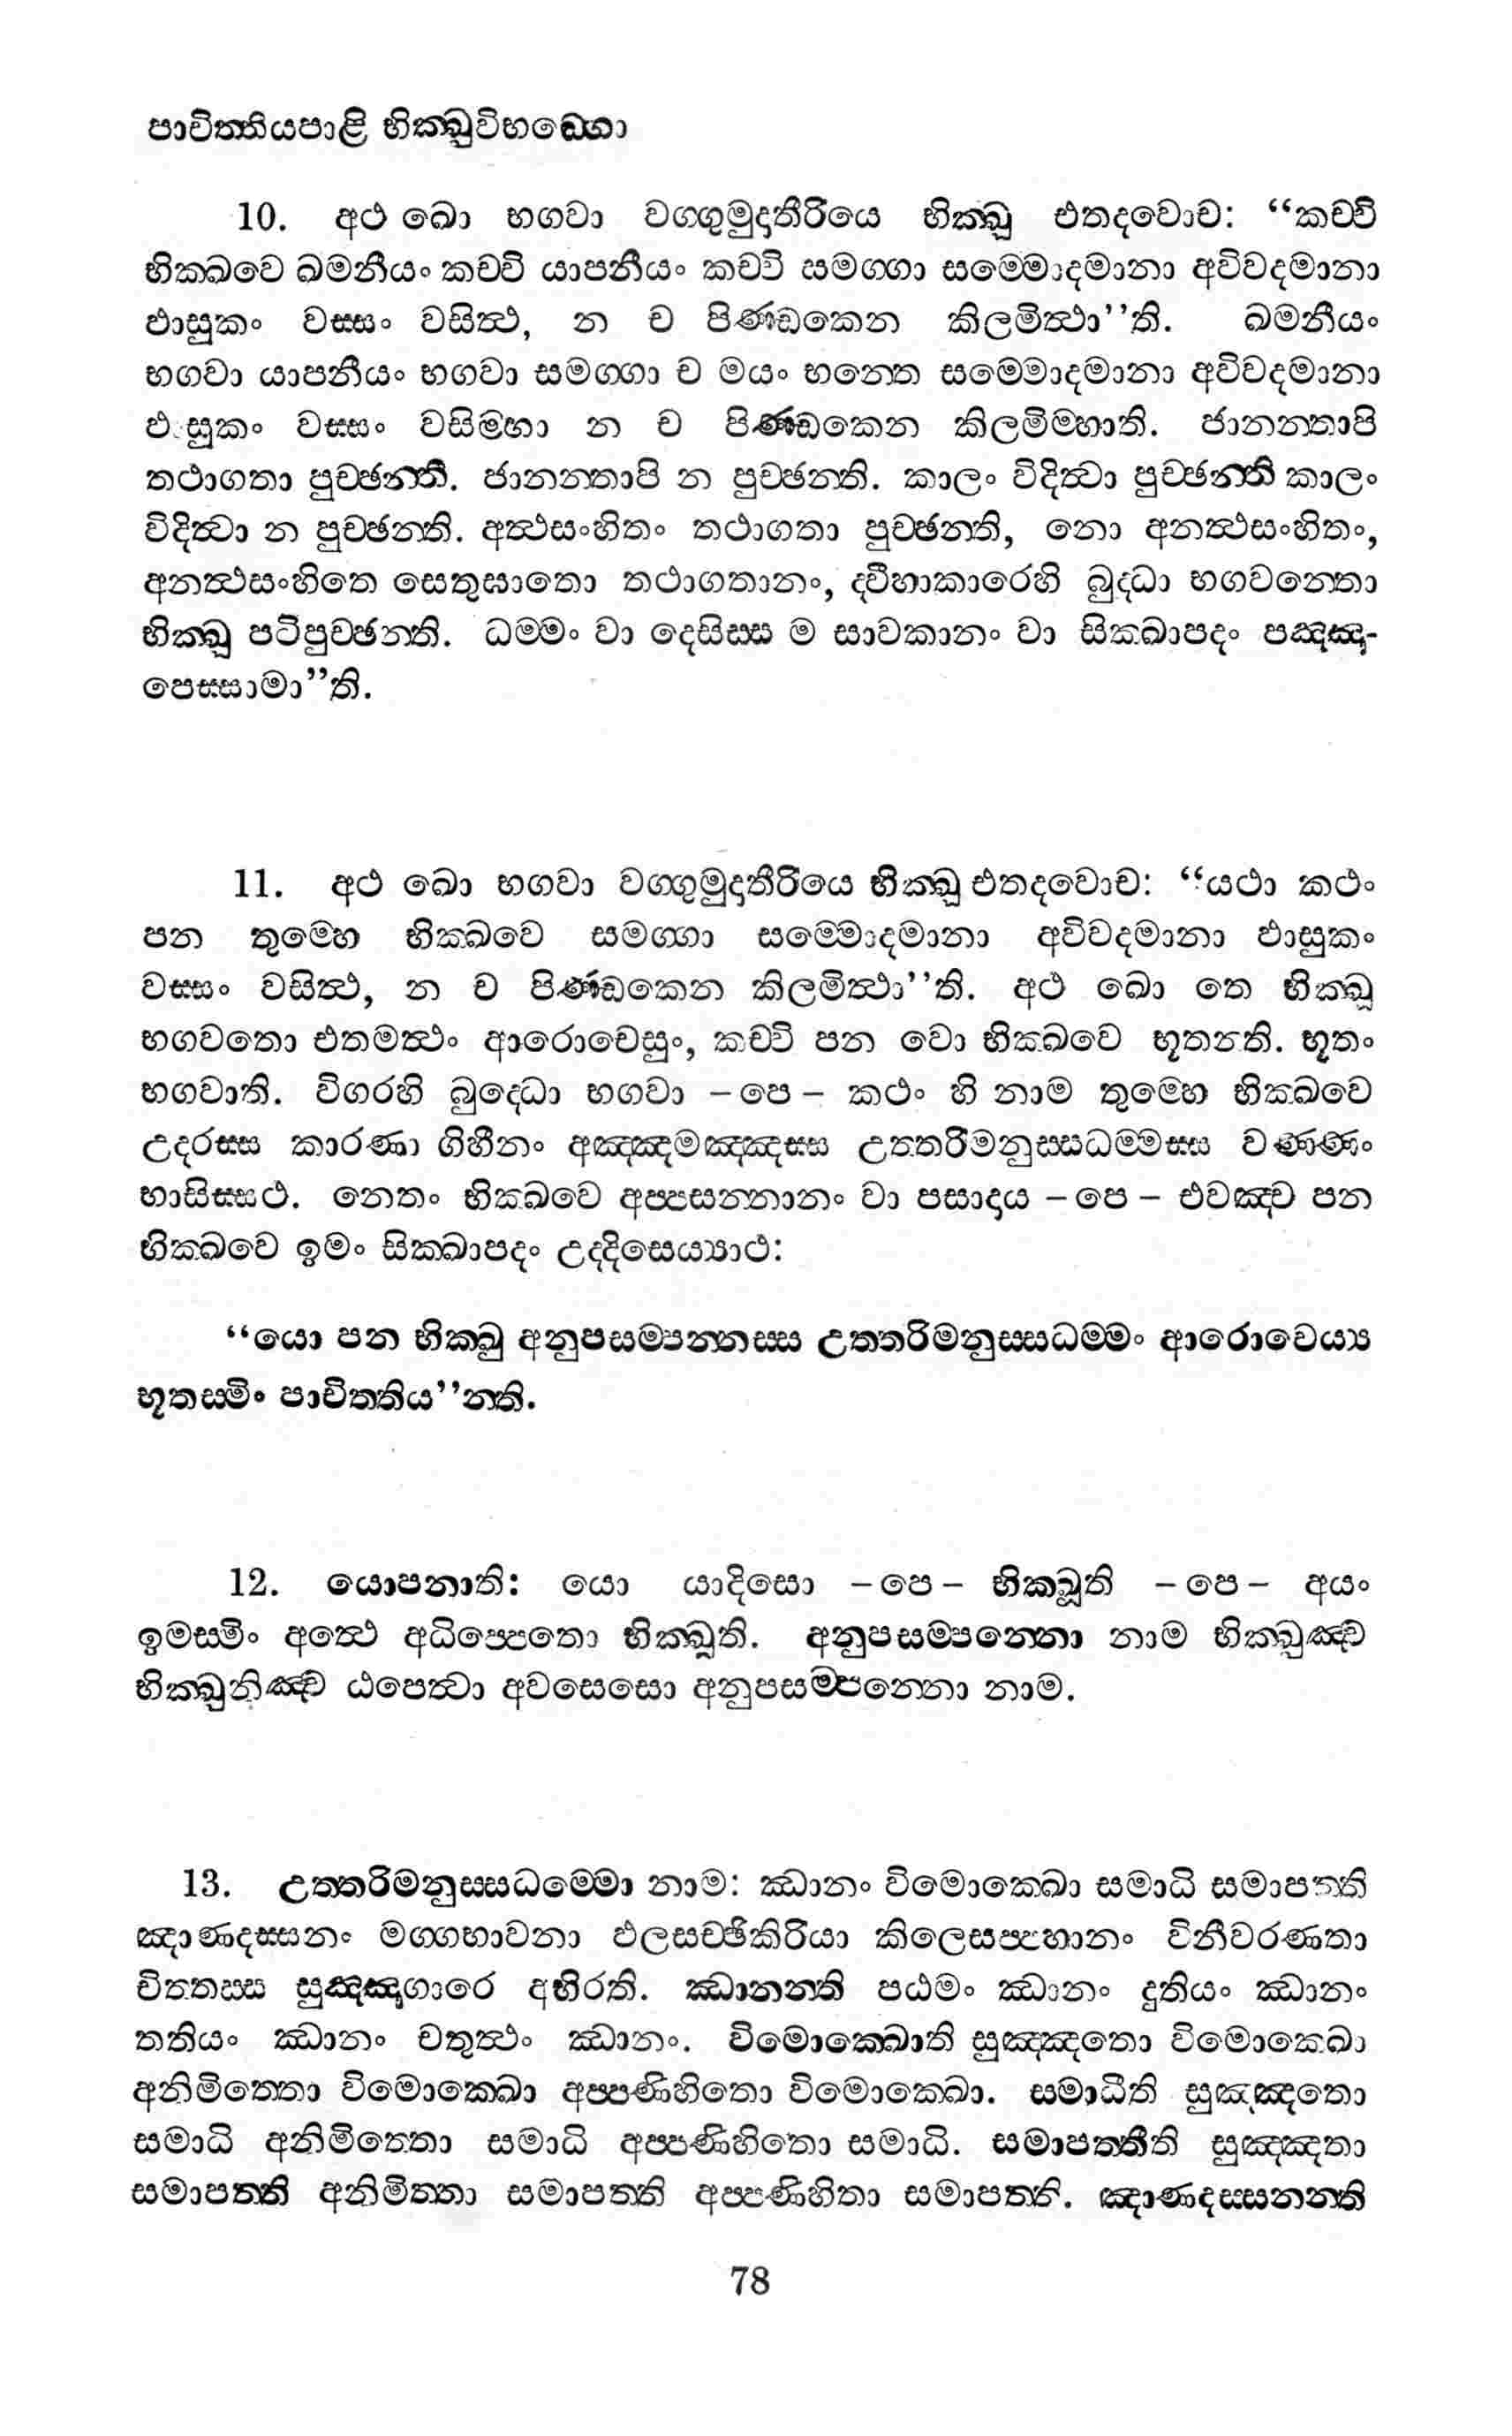 පාචිත්තියපාළි භික්ඛුවිභඞ්ගො
10. අථ ඛො භගවා වග්ගුමුදාතීරියෙ භික්ඛූ එතදවොච: “කච්චි
භික්ඛවෙ ඛමනීයං කච්චි යාපනීයං කච්චි සමග්ගා සම්මොදමානා අවිවදමානා
ඵාසුකං වස්සං වසිත්ථ, න ච පිණ්ඩකෙන කිලමිත්ථා’’ති. ඛමනීයං
භගවා යාපනීයං භගවා සමග්ගා ච මයං භන්තෙ සම්මොදමානා අවිවදමානා
ඵාසුකං වස්සං වසිම්හා න ච පිණ්ඩකෙන කිලමිම්හාති. ජානන්තාපි
තථාගතා පුච්ඡන්තී. ජානන්තාපි න පුච්ඡන්ති. කාලං විදිත්වා පුච්ඡන්ති කාලං
විදිත්වා න පුච්ඡන්ති. අත්ථසංහිතං තථාගතා පුච්ඡන්ති, නො අනත්ථසංහිතං,
අනත්ථසංහිතෙ සෙතුඝාතො තථාගතානං, ද්වීහාකාරෙහි බුද්ධා භගවන්තො
භික්ඛූ පටිපුච්ඡන්ති. ධම්මං වා දෙසිස්ස ම සාවකානං වා සික්ඛාපදං පඤ්ඤා-
පෙස්සාමා”ති.
11. අථ ඛො භගවා වග්ගුමුදාතීරියෙ භික්ඛූ එතදවොච: “යථා කථං
පන තුම්හෙ භික්ඛවෙ සමග්ගා සම්මොදමානා අවිවදමානා ඵාසුකං
වස්සං වසිත්ථ, න ච පිණ්ඩකෙන කිලමිත්ථා’’ති. අථ ඛො තෙ භික්ඛූ
භගවතො එතමත්ථං ආරොචෙසුං, කච්චි පන වො භික්ඛවෙ භූතන්ති. භූතං
භගවාති. විගරහි බුද්ධො භගවා – පෙ – කථං හි නාම තුම්හෙ භික්ඛවෙ
උදරස්ස කාරණා ගිහීනං අඤ්ඤමඤ්ඤස්ස උත්තරිමනුස්සධම්මස්ස වණ්ණං
භාසිස්සථ. නෙතං භික්ඛවෙ අප්පසන්නානං වා පසාදාය – පෙ – එවඤ්ච පන
භික්ඛවෙ ඉමං සික්ඛාපදං උද්දිසෙය්‍යාථ:
“යො පන භික්ඛු අනුපසම්පන්නස්ස උත්තරිමනුස්සධම්මං ආරොචෙය්‍ය
භූතස්මිං පාචිත්තිය’’න්ති.
12. යොපනාති: යො යාදිසො – පෙ – භික්ඛූති – පෙ – අයං
ඉමස්මිං අත්ථෙ අධිප්පෙතො භික්ඛූති. අනුපසම්පන්නො නාම භික්ඛුඤ්ච
භික්ඛුනිඤ්ච ඨපෙත්වා අවසෙසො අනුපසම්පන්නො නාම.
13. උත්තරිමනුස්සධම්මො නාම: ඣානං විමොක්ඛො සමාධි සමාපත්ති
ඤාණදස්සනං මග්ගභාවනා ඵලසච්ඡිකිරියා කිලෙසප්පහානං විනීවරණතා
චිත්තස්ස සුඤ්ඤාගාරෙ අභිරති. ඣානන්ති පඨමං ඣානං දුතියං ඣානං
තතියං ඣානං චතුත්ථං ඣානං. විමොක්ඛොති සුඤ්ඤතො විමොක්ඛො
අනිමිත්තො විමොක්ඛො අප්පණිහිතො විමොක්ඛො. සමාධීති සුඤ්ඤතො
සමාධි අනිමිත්තො සමාධි අප්පණිහිතො සමාධි. සමාපත්තීති සුඤ්ඤතා
සමාපත්ති අනිමිත්තා සමාපත්ති අප්පණිහිතා සමාපත්ති. ඤාණදස්සනන්ති
78